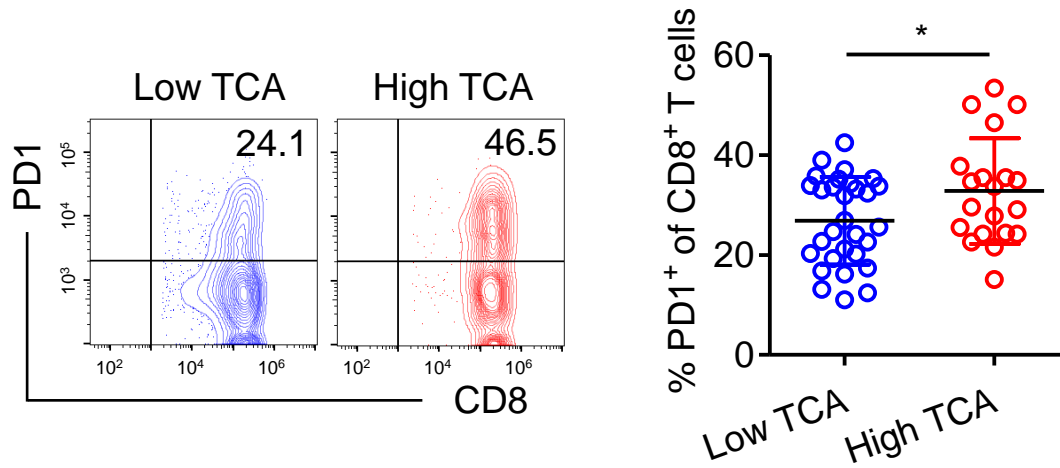 Low TCA
High TCA
24.1
46.5
PD1
10⁵
10⁴
10³
10²
10⁴
10⁶
10²
10⁴
10⁶
CD8
*
% PD1⁺ of CD8⁺ T cells
60
40
20
0
Low TCA
High TCA